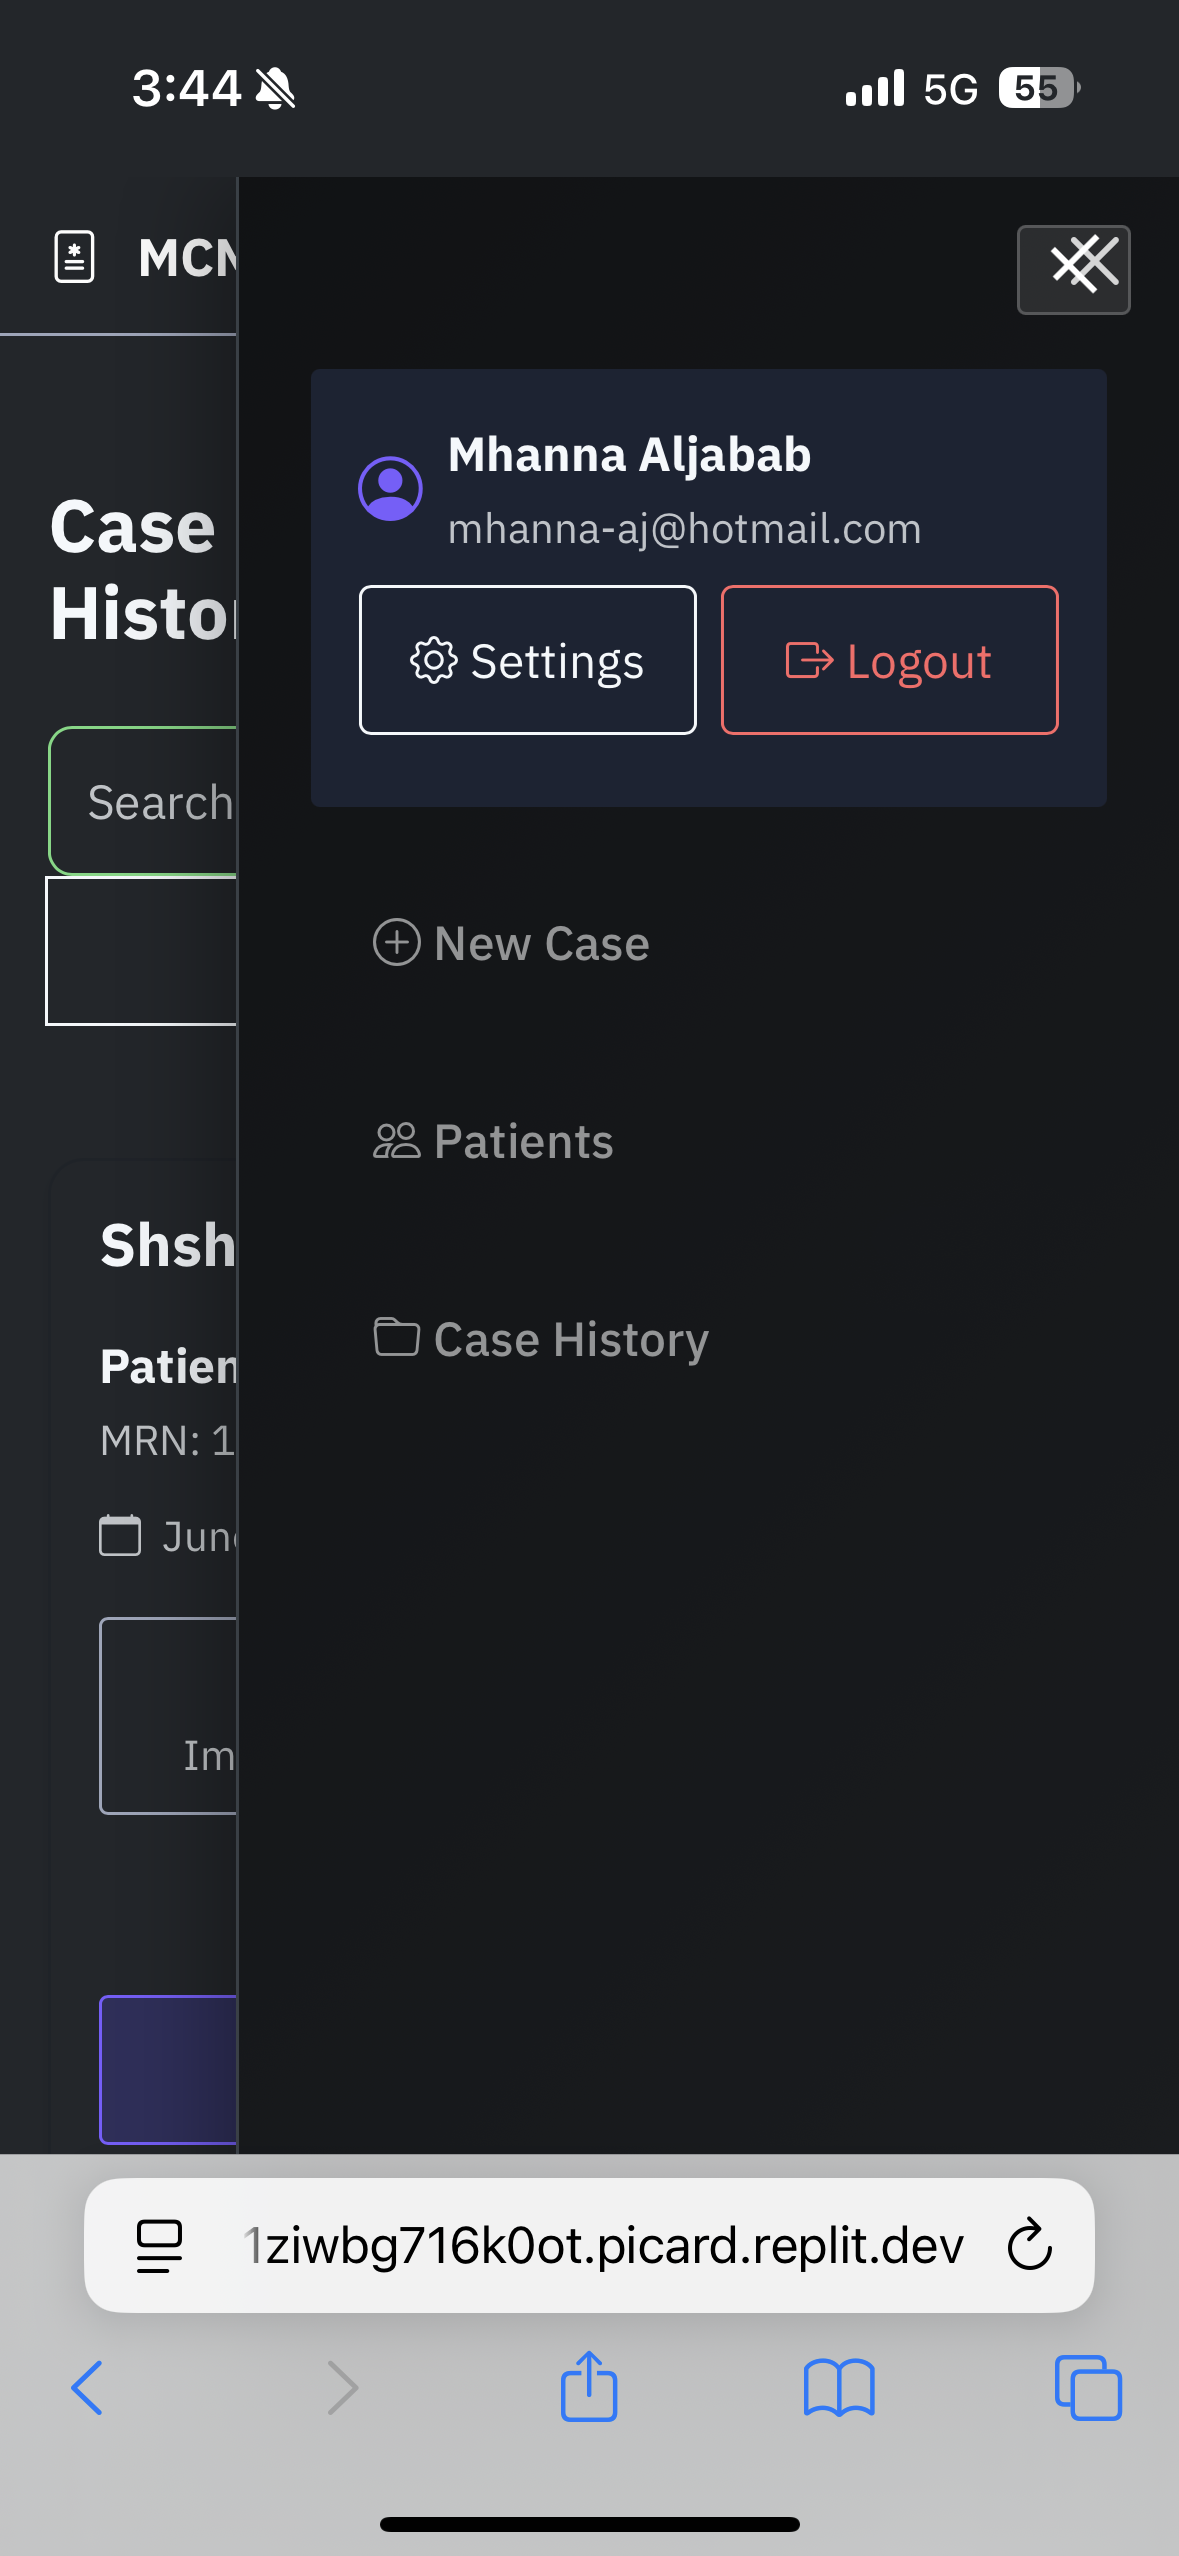 3:44
5G 55
MCN
Case
Histor
Search
Shsh
Patien
MRN: 1
June
Im
Mhanna Aljabab
mhanna-aj@hotmail.com
Settings
Logout
New Case
Patients
Case History
1ziwbg716k0ot.picard.replit.dev